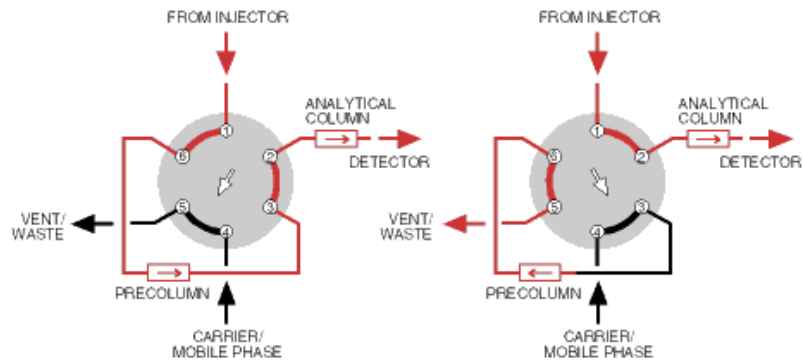 FROM INJECTOR
ANALYTICAL
COLUMN
DETECTOR
1
2
3
4
5
6
VENT/
WASTE
PRECOLUMN
CARRIER/
MOBILE PHASE
FROM INJECTOR
ANALYTICAL
COLUMN
DETECTOR
1
2
3
4
5
6
VENT/
WASTE
PRECOLUMN
CARRIER/
MOBILE PHASE